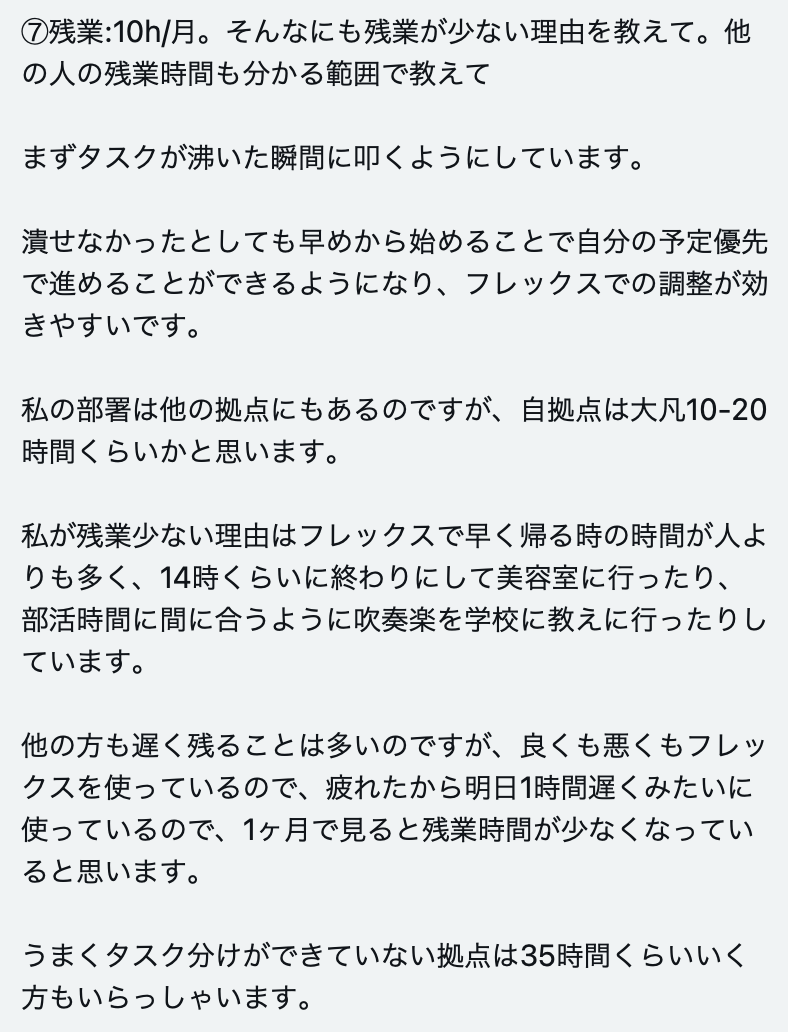 ⑦残業:10h/月。そんなにも残業が少ない理由を教えて。他
の人の残業時間も分かる範囲で教えて
まずタスクが沸いた瞬間に叩くようにしています。
潰せなかったとしても早めから始めることで自分の予定優先
で進めることができるようになり、フレックスでの調整が効
きやすいです。
私の部署は他の拠点にもあるのですが、自拠点は大凡10-20
時間くらいかと思います。
私が残業少ない理由はフレックスで早く帰る時の時間が人よ
りも多く、14時くらいに終わりにして美容室に行ったり、
部活時間に間に合うように吹奏楽を学校に教えに行ったりし
ています。
他の方も遅く残ることは多いのですが、良くも悪くもフレッ
クスを使っているので、疲れたから明日1時間遅くみたいに
使っているので、1ヶ月で見ると残業時間が少なくなってい
ると思います。
うまくタスク分けができていない拠点は35時間くらいいく
方もいらっしゃいます。